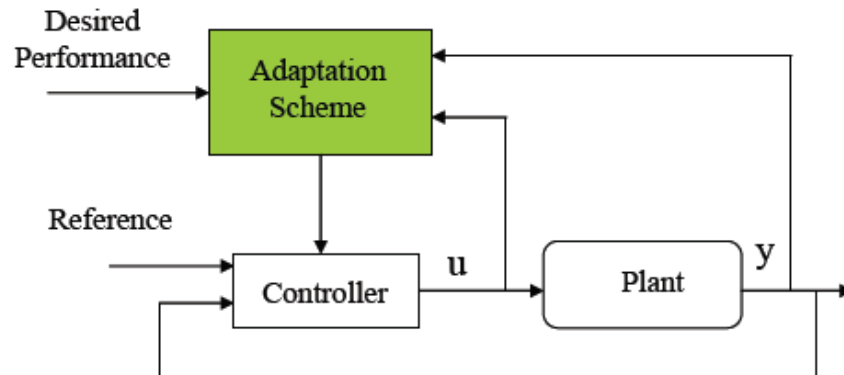 Desired
Performance
Adaptation
Scheme
Reference
Controller
u
Plant
y